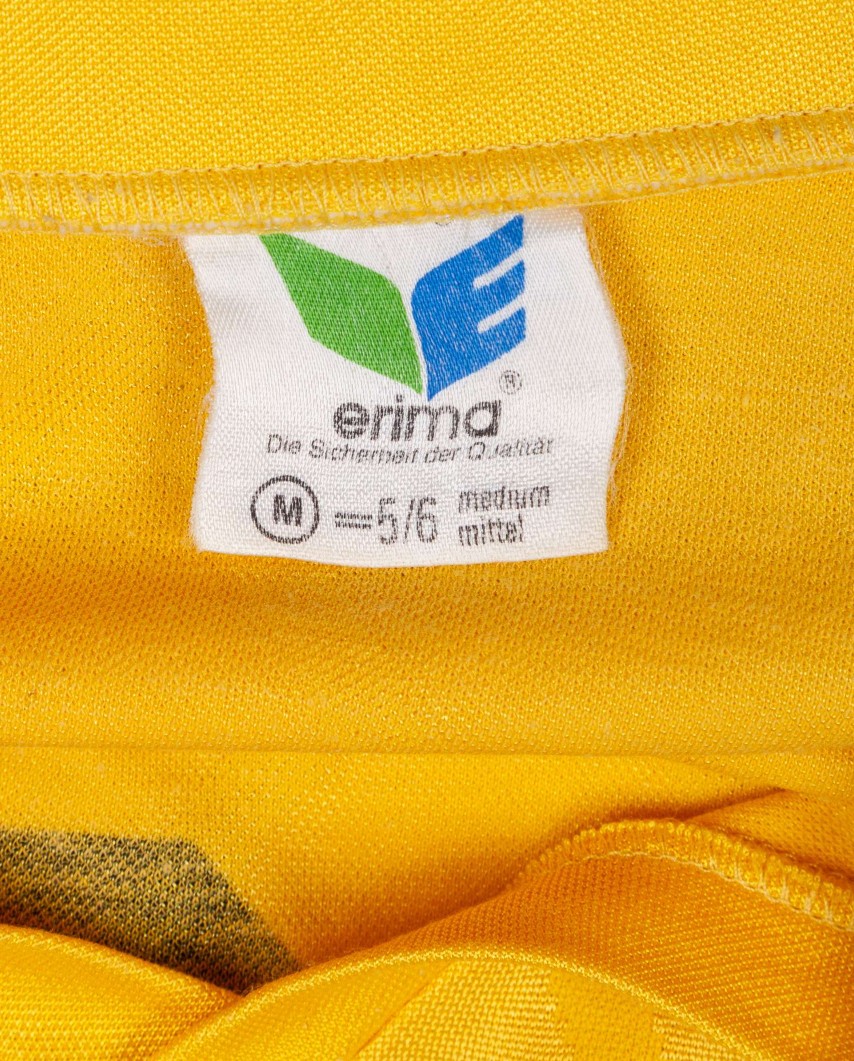 E
®
erima
Die Sicherheit der Qualität
M =5/6 medium
mittel